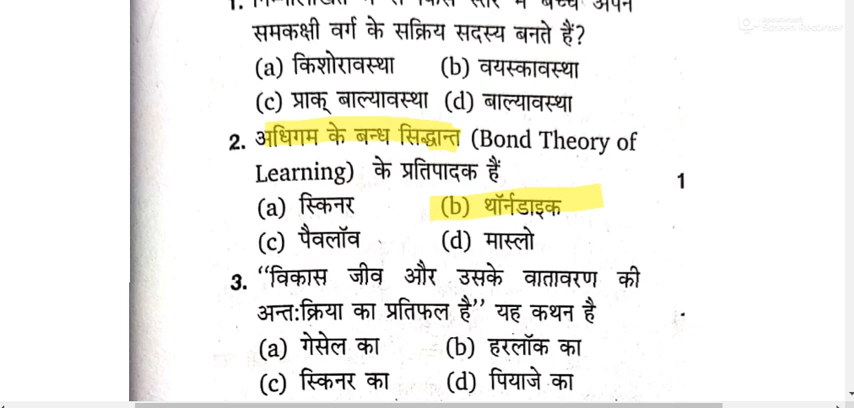 समकक्षी वर्ग के सक्रिय सदस्य बनते हैं?
(a) किशोरावस्था (b) वयस्कावस्था
(c) प्राक् बाल्यावस्था (d) बाल्यावस्था
2. अधिगम के बन्ध सिद्धान्त (Bond Theory of
Learning) के प्रतिपादक हैं
1
(a) स्किनर (b) थॉर्नडाइक
(c) पैवलॉव (d) मास्लो
3. “विकास जीव और उसके वातावरण की
अन्त:क्रिया का प्रतिफल है” यह कथन है
(a) गेसेल का (b) हरलॉक का
(c) स्किनर का (d) पियाजे का